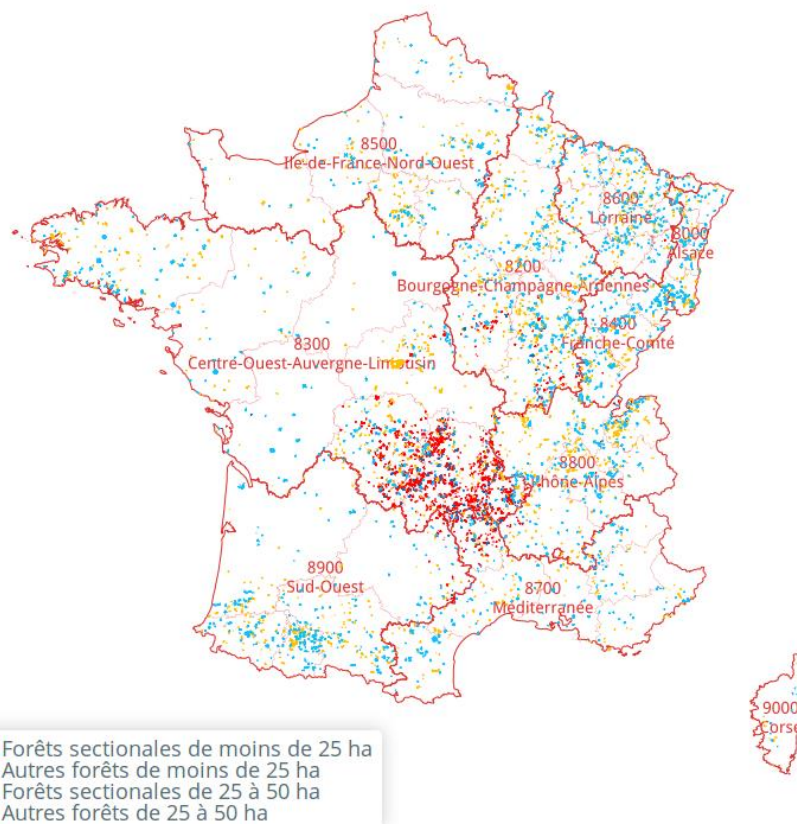 8500
Ile-de-France-Nord-Ouest
8600
Lorraine
8000
Alsace
8200
Bourgogne-Champagne-Ardennes
8400
Franche-Comté
8300
Centre-Ouest-Auvergne-Limousin
8800
Rhône-Alpes
8900
Sud-Ouest
8700
Méditerranée
9000
Corse
Forêts sectionales de moins de 25 ha
Autres forêts de moins de 25 ha
Forêts sectionales de 25 à 50 ha
Autres forêts de 25 à 50 ha